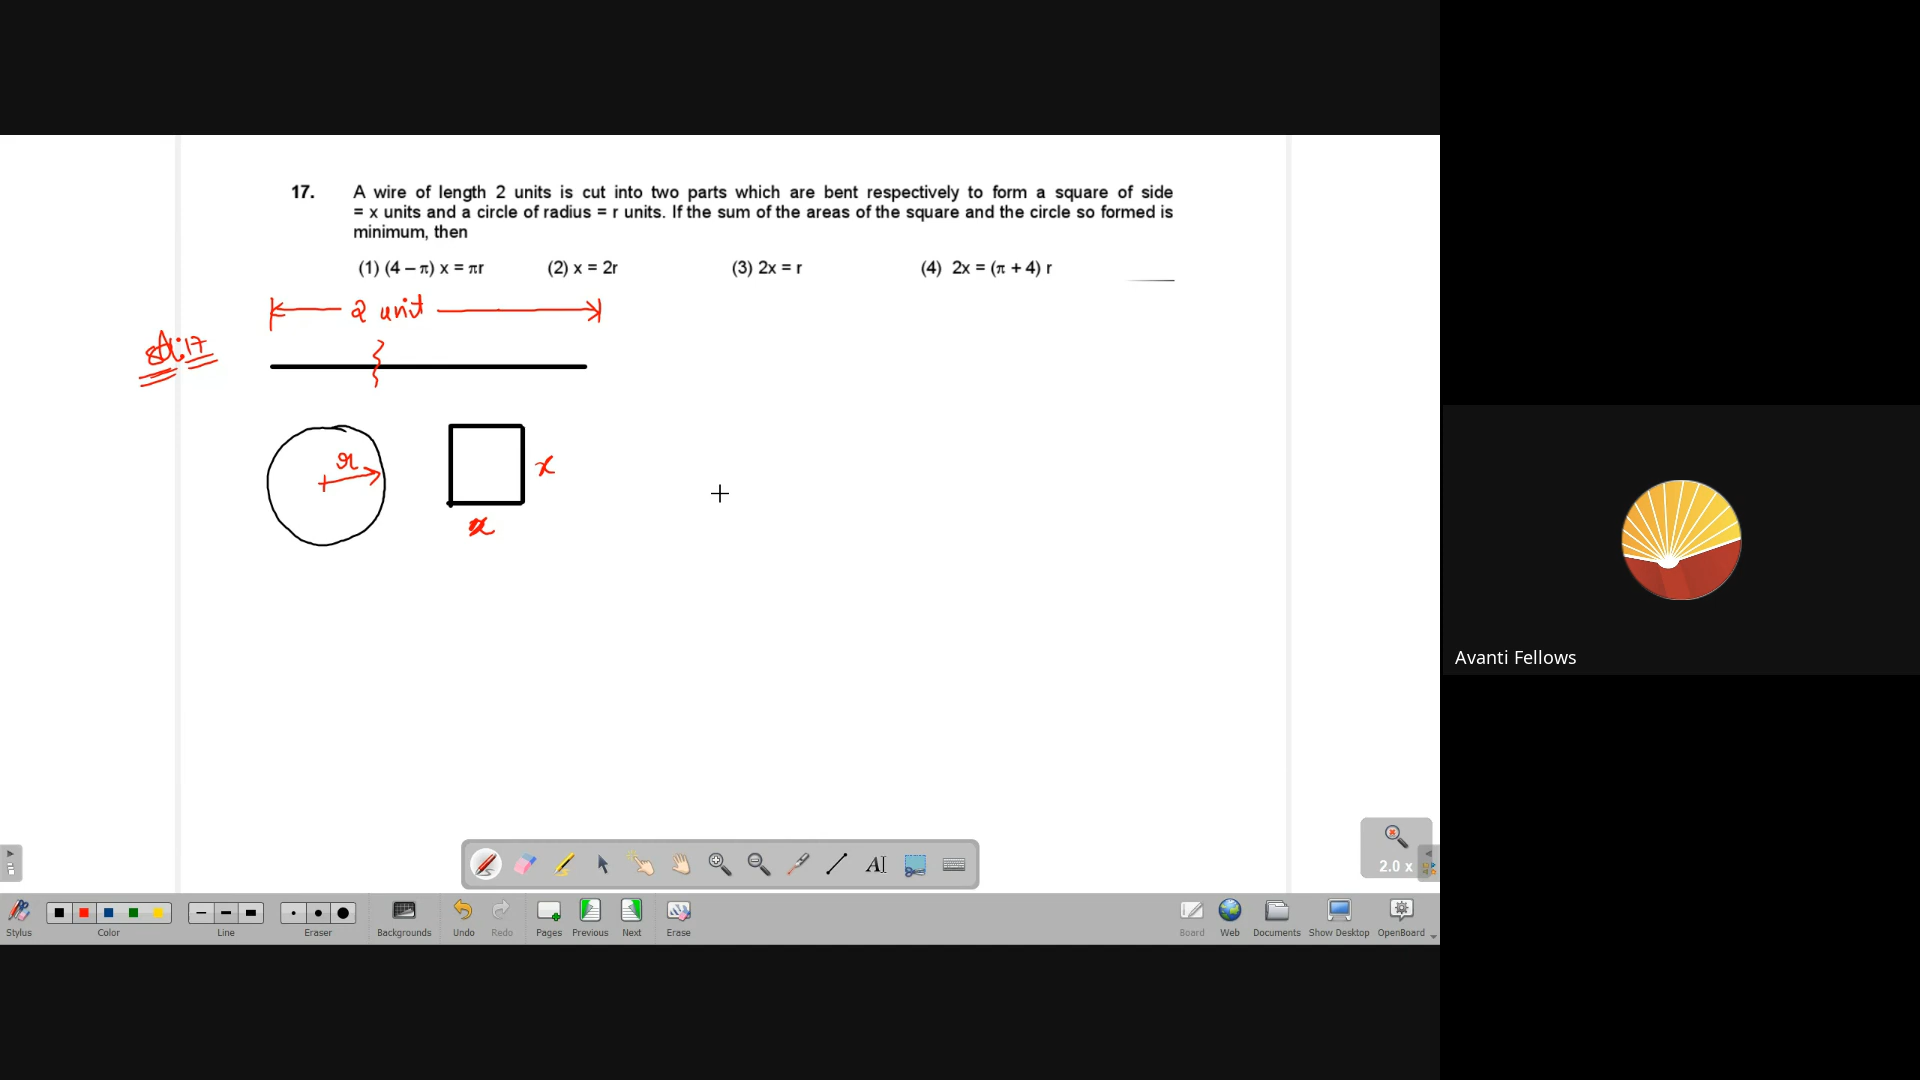 17. A wire of length 2 units is cut into two parts which are bent respectively to form a square of side
= x units and a circle of radius = r units. If the sum of the areas of the square and the circle so formed is
minimum, then
(1) (4 – π) x = πr (2) x = 2r (3) 2x = r (4) 2x = (π + 4) r
2 unit
sol:17
r
x
x
Avanti Fellows
2.0 x
Stylus Color Line Eraser Backgrounds Undo Redo Pages Previous Next Erase Board Web Documents Show Desktop OpenBoard